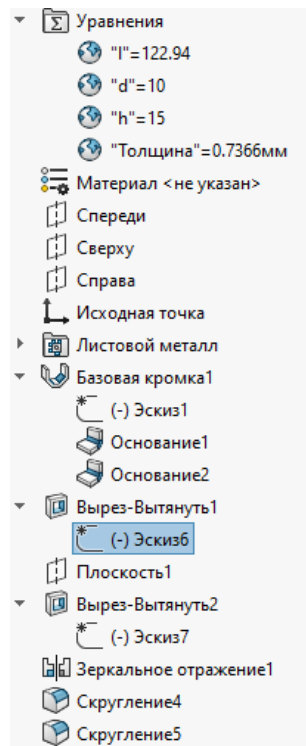 Уравнения
"l"=122.94
"d"=10
"h"=15
"Толщина"=0.7366мм
Материал <не указан>
Спереди
Сверху
Справа
Исходная точка
Листовой металл
Базовая кромка1
(-) Эскиз1
Основание1
Основание2
Вырез-Вытянуть1
(-) Эскиз6
Плоскость1
Вырез-Вытянуть2
(-) Эскиз7
Зеркальное отражение1
Скругление4
Скругление5